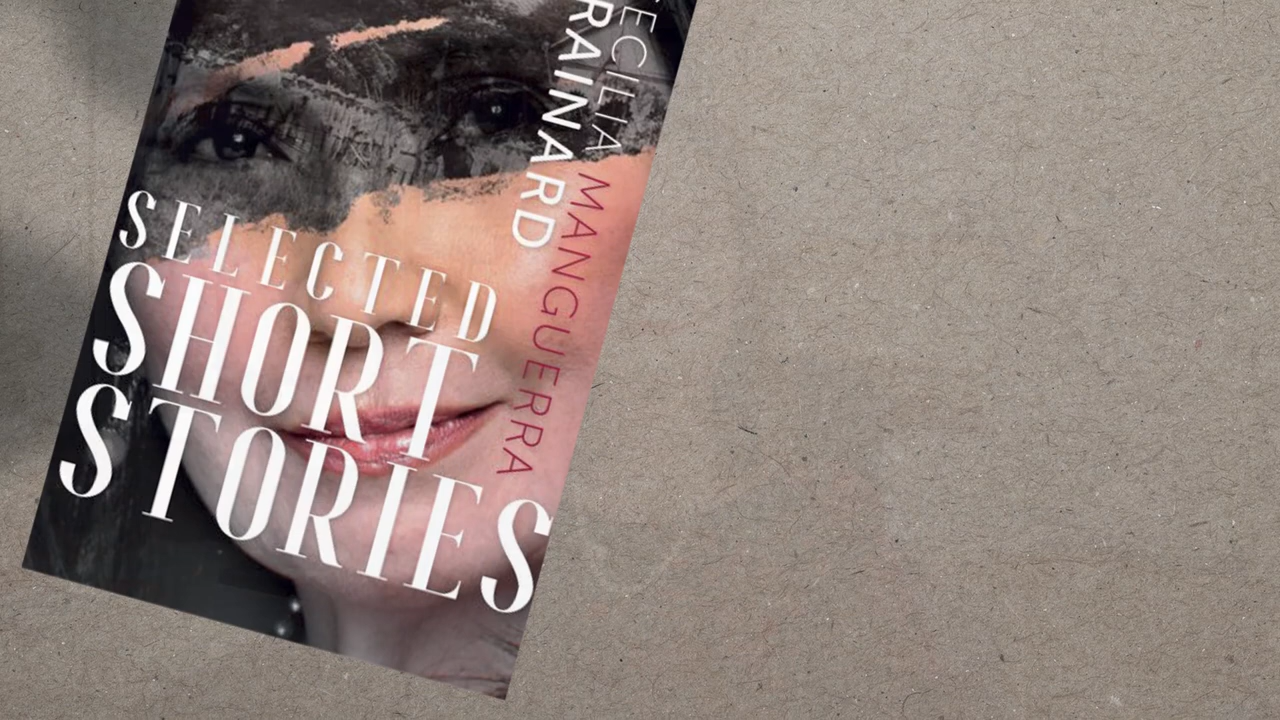 ECILIA MANGUERRA
RAINARD
SELECTED
SHORT
STORIES